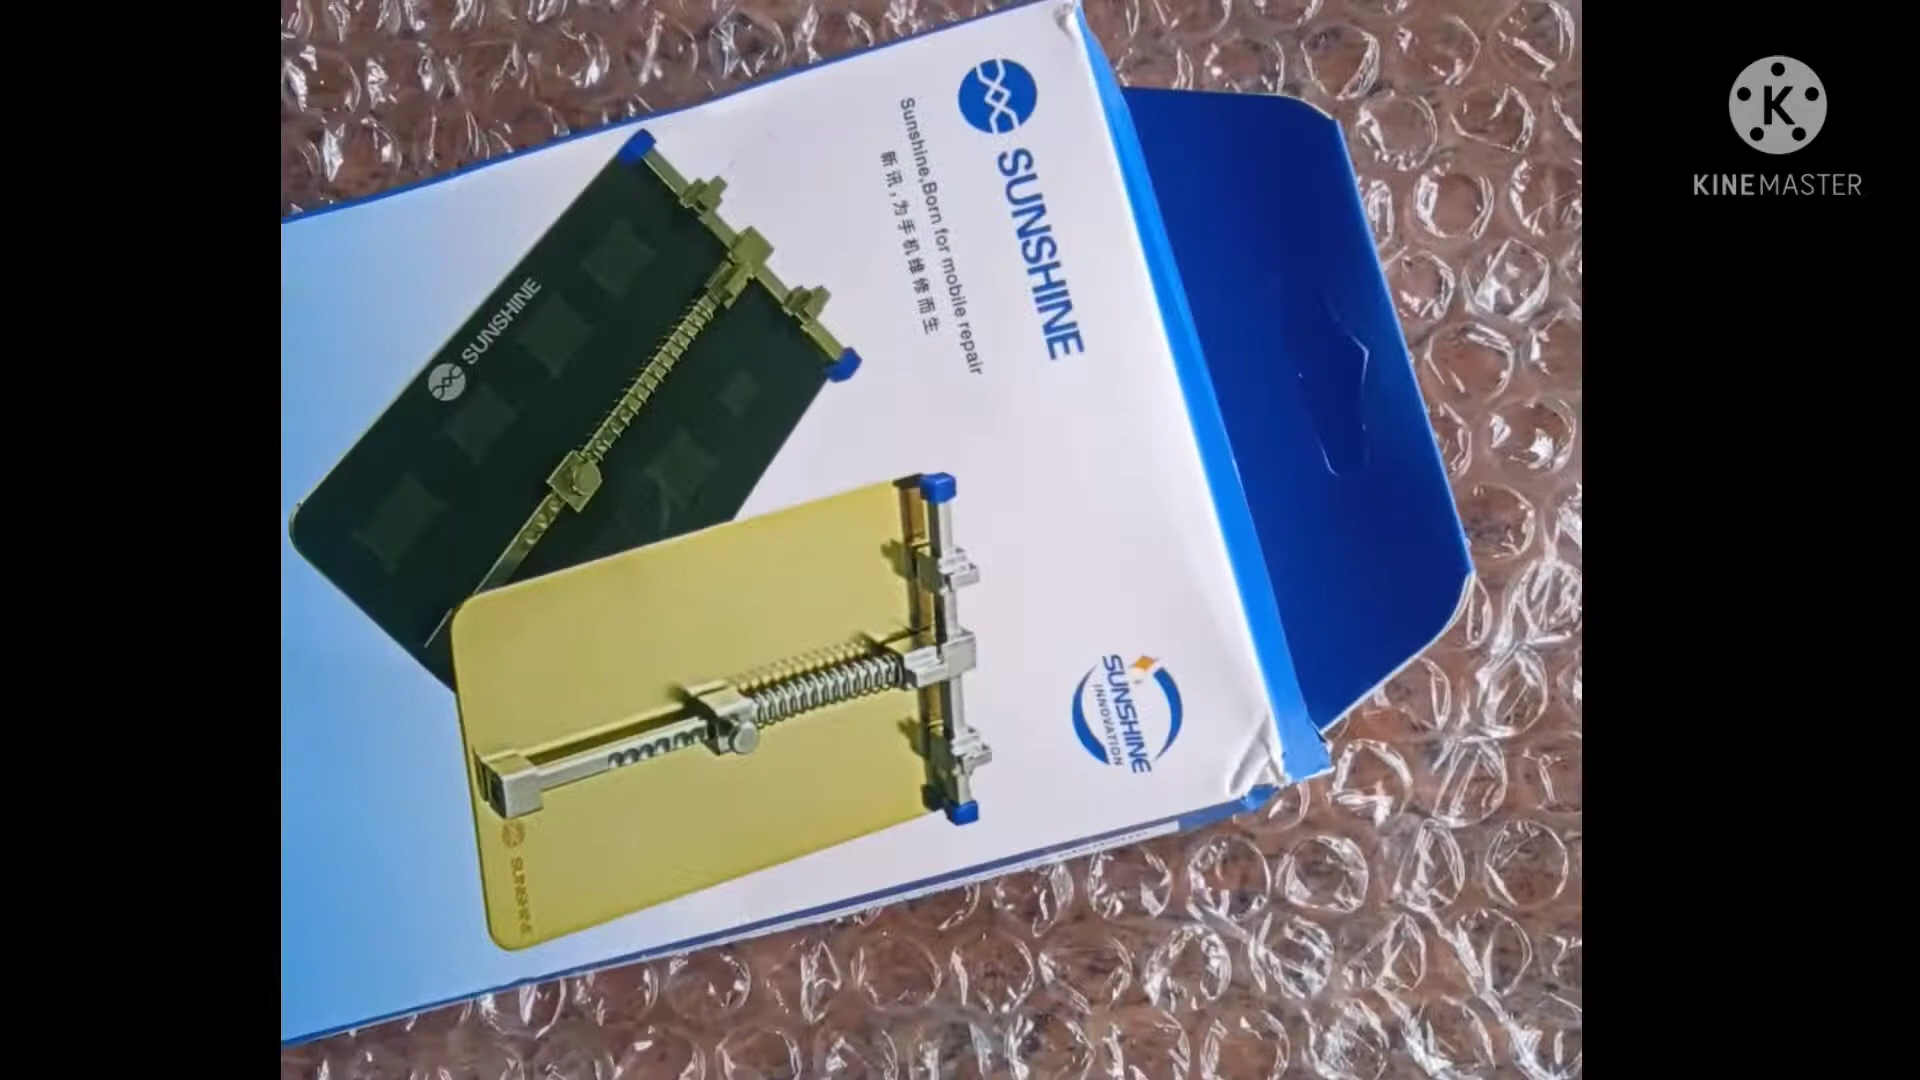 SUNSHINE
Sunshine,Born for mobile repair
新讯,为手机维修而生
SUNSHINE
SUNSHINE
SUNSHINE
INNOVATION
K
KINEMASTER